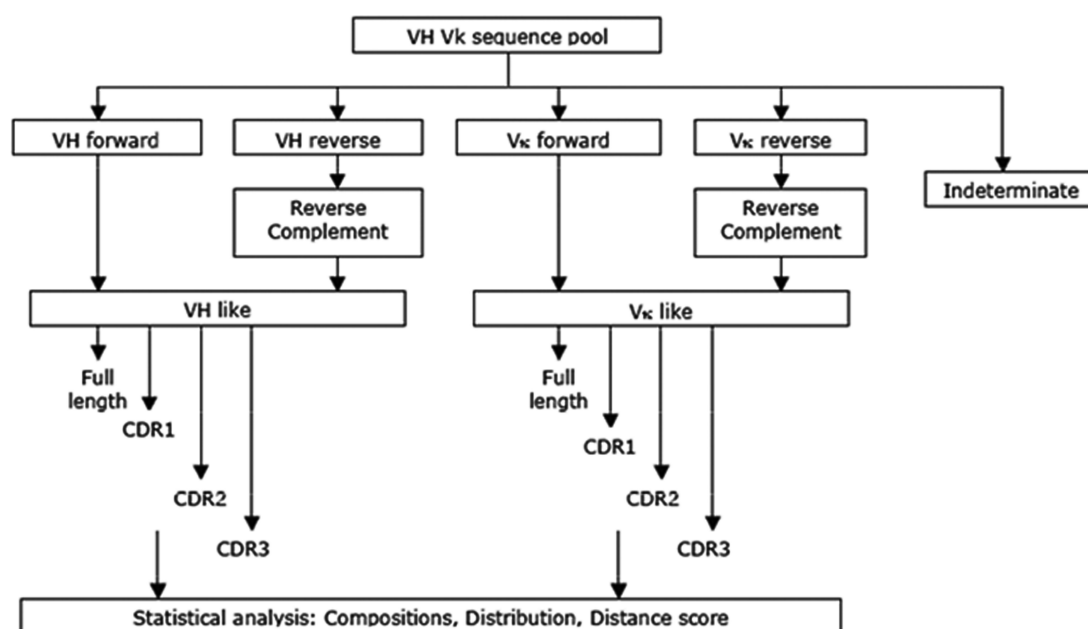 VH Vk sequence pool
VH forward
VH reverse
Vκ forward
Vκ reverse
Indeterminate
Reverse
Complement
Reverse
Complement
VH like
Vκ like
Full
length
CDR1
CDR2
CDR3
Full
length
CDR1
CDR2
CDR3
Statistical analysis: Compositions, Distribution, Distance score